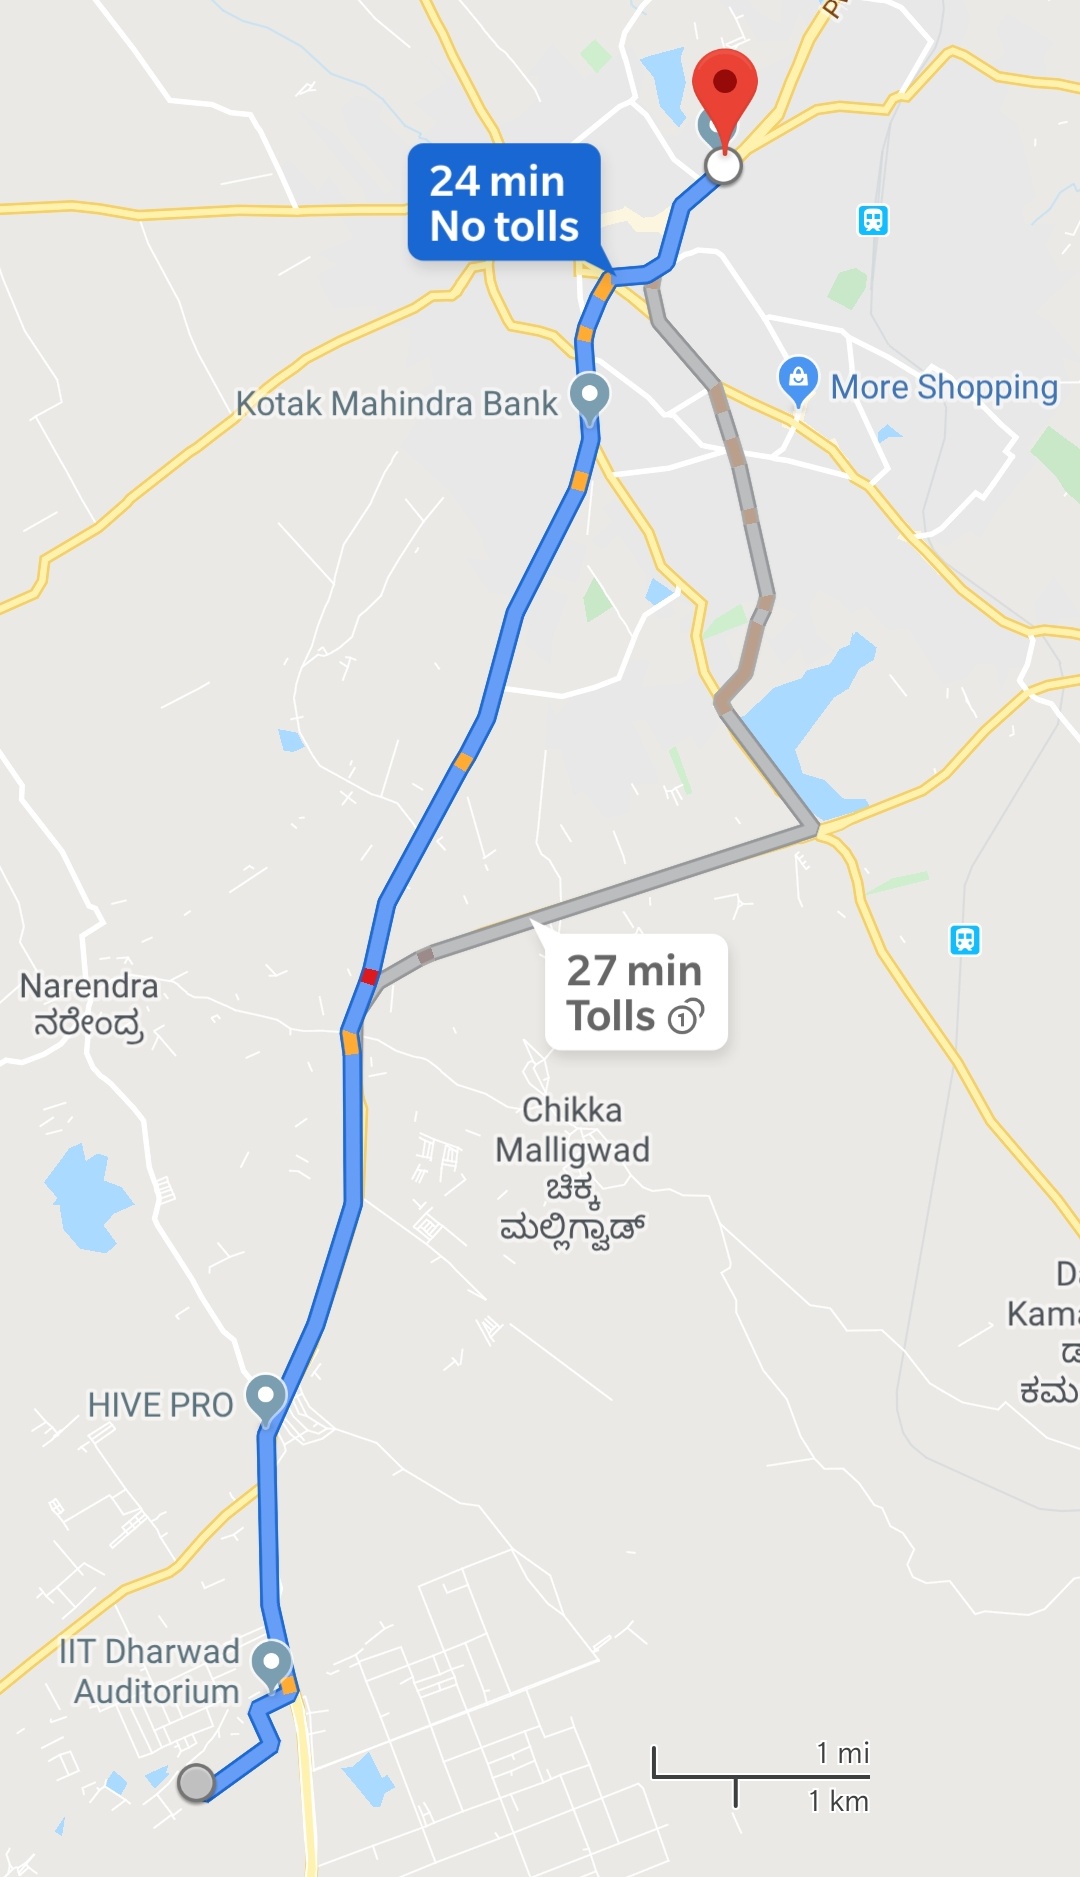 24 min
No tolls
Kotak Mahindra Bank
More Shopping
27 min
Tolls
Narendra
ನರೇಂದ್ರ
Chikka
Malligwad
ಚಿಕ್ಕ
ಮಲ್ಲಿಗ್ವಾಡ್
HIVE PRO
IIT Dharwad
Auditorium
1 mi
1 km